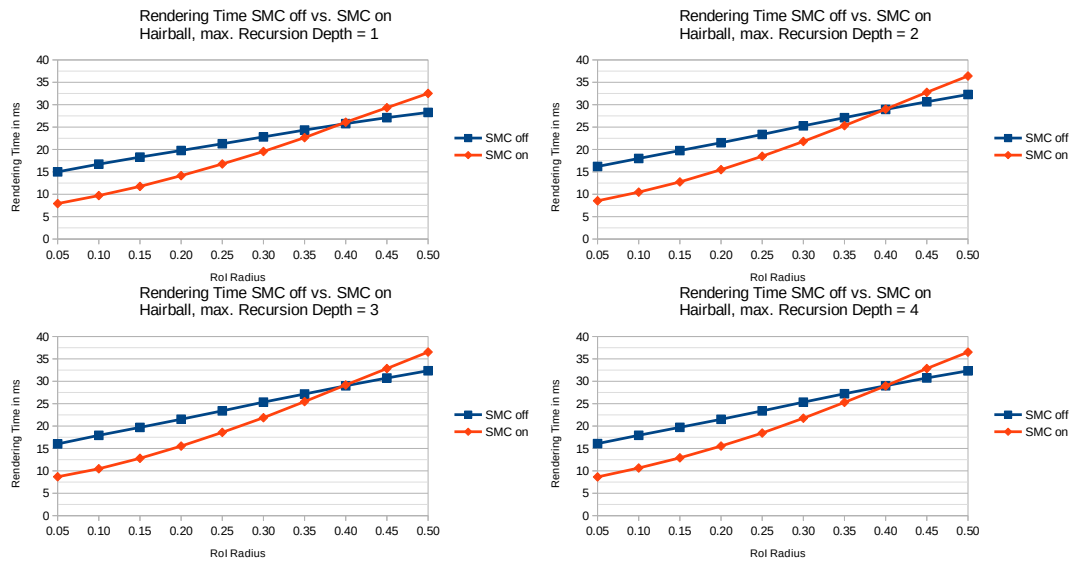 Rendering Time SMC off vs. SMC on
Hairball, max. Recursion Depth = 1
40
35
30
25
20
15
10
5
0
Rendering Time in ms
0.05 0.10 0.15 0.20 0.25 0.30 0.35 0.40 0.45 0.50
RoI Radius
SMC off
SMC on
Rendering Time SMC off vs. SMC on
Hairball, max. Recursion Depth = 2
40
35
30
25
20
15
10
5
0
Rendering Time in ms
0.05 0.10 0.15 0.20 0.25 0.30 0.35 0.40 0.45 0.50
RoI Radius
SMC off
SMC on
Rendering Time SMC off vs. SMC on
Hairball, max. Recursion Depth = 3
40
35
30
25
20
15
10
5
0
Rendering Time in ms
0.05 0.10 0.15 0.20 0.25 0.30 0.35 0.40 0.45 0.50
RoI Radius
SMC off
SMC on
Rendering Time SMC off vs. SMC on
Hairball, max. Recursion Depth = 4
40
35
30
25
20
15
10
5
0
Rendering Time in ms
0.05 0.10 0.15 0.20 0.25 0.30 0.35 0.40 0.45 0.50
RoI Radius
SMC off
SMC on